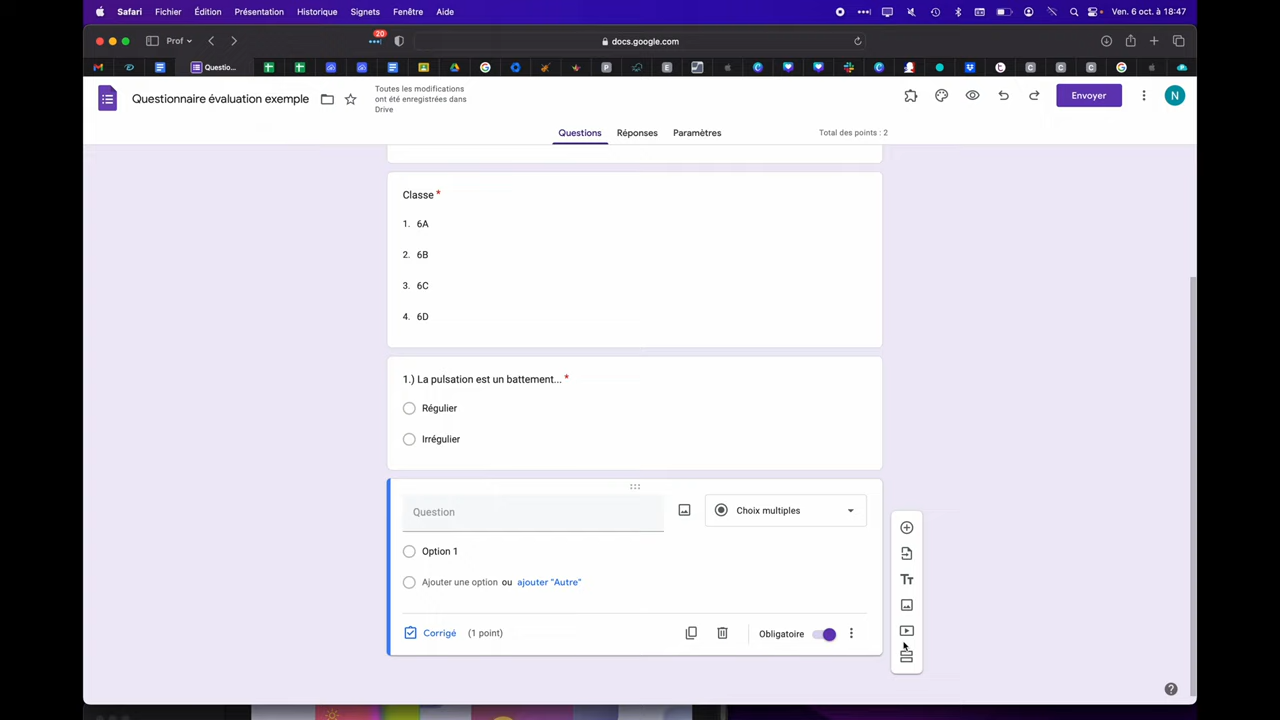 Safari Fichier Édition Présentation Historique Signets Fenêtre Aide Ven. 6 oct. à 18:47
Prof 20 docs.google.com
Questio...
Questionnaire évaluation exemple
Toutes les modifications
ont été enregistrées dans
Drive
Envoyer N
Questions Réponses Paramètres Total des points : 2
Classe *
1. 6A
2. 6B
3. 6C
4. 6D
1.) La pulsation est un battement... *
Régulier
Irrégulier
Question Choix multiples
Option 1
Ajouter une option ou ajouter "Autre"
Corrigé (1 point) Obligatoire